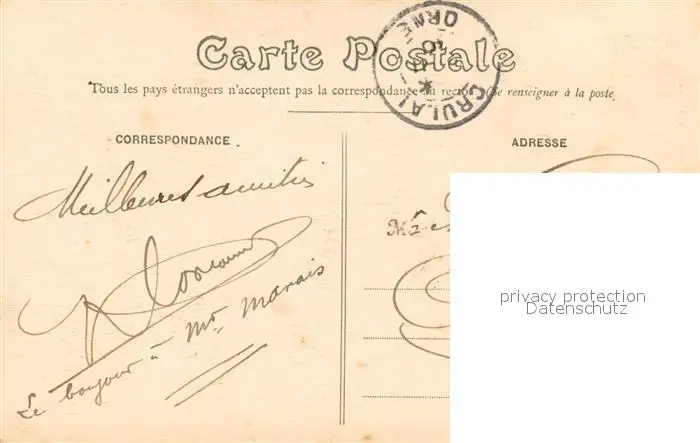 Carte Postale
Tous les pays étrangers n'acceptent pas la correspondance au recto (Se renseigner à la poste.
CRULAI
ORNE
CORRESPONDANCE.
ADRESSE
Meilleures amitiés
Le bonjour à Mr Marais
privacy protection
Datenschutz